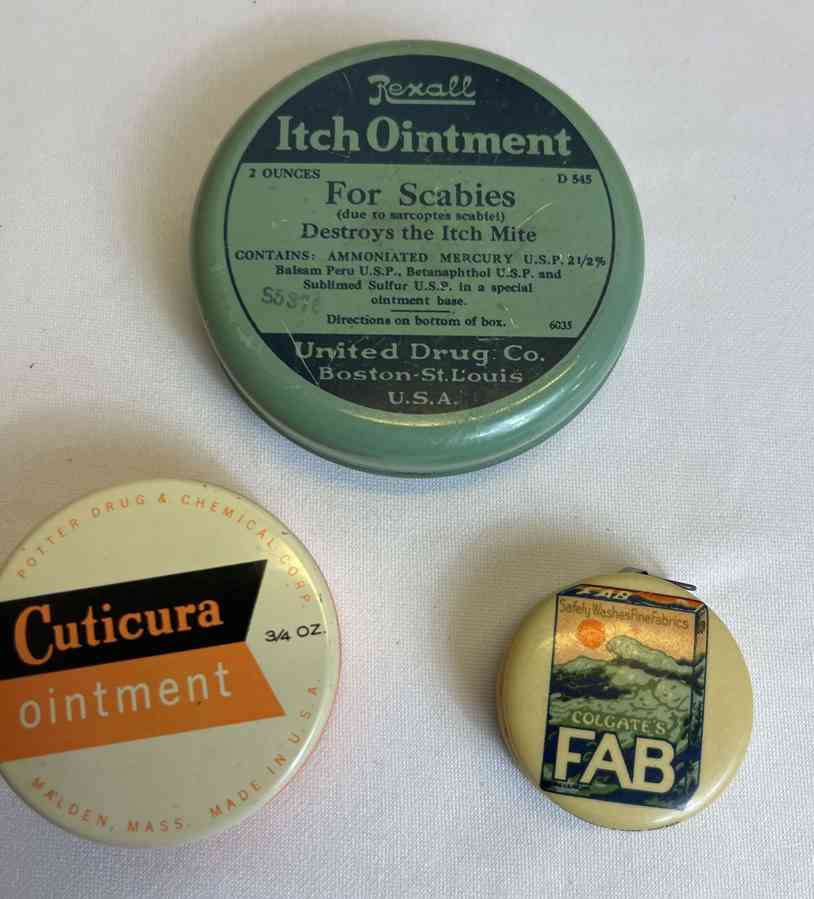 Rexall
Itch Ointment
2 OUNCES D 545
For Scabies
(due to sarcoptes scabiei)
Destroys the Itch Mite
CONTAINS: AMMONIATED MERCURY U.S.P. 2 1/2%
Balsam Peru U.S.P., Betanaphthol U.S.P. and
Sublimed Sulfur U.S.P. in a special
ointment base.
Directions on bottom of box. 6035
United Drug Co.
Boston-St.Louis
U.S.A.
POTTER DRUG & CHEMICAL CORP.
Cuticura
3/4 OZ.
ointment
MALDEN, MASS. MADE IN U.S.A.
FAB
Safely Washes Fine Fabrics
COLGATE'S
FAB